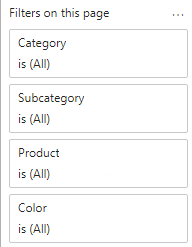 Filters on this page
Category
is (All)
Subcategory
is (All)
Product
is (All)
Color
is (All)